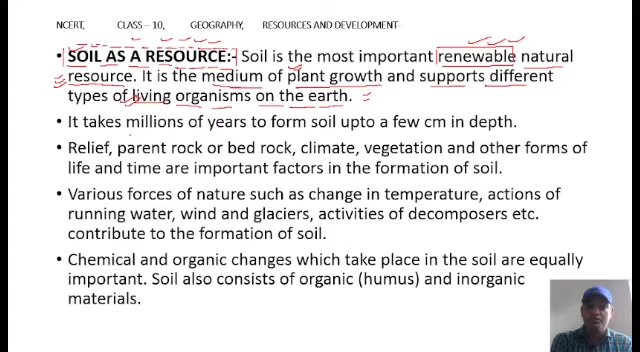 NCERT, CLASS – 10, GEOGRAPHY, RESOURCES AND DEVELOPMENT-
• SOIL AS A RESOURCE:- Soil is the most important renewable natural
resource. It is the medium of plant growth and supports different
types of living organisms on the earth.
• It takes millions of years to form soil upto a few cm in depth.
• Relief, parent rock or bed rock, climate, vegetation and other forms of
life and time are important factors in the formation of soil.
• Various forces of nature such as change in temperature, actions of
running water, wind and glaciers, activities of decomposers etc.
contribute to the formation of soil.
• Chemical and organic changes which take place in the soil are equally
important. Soil also consists of organic (humus) and inorganic
materials.